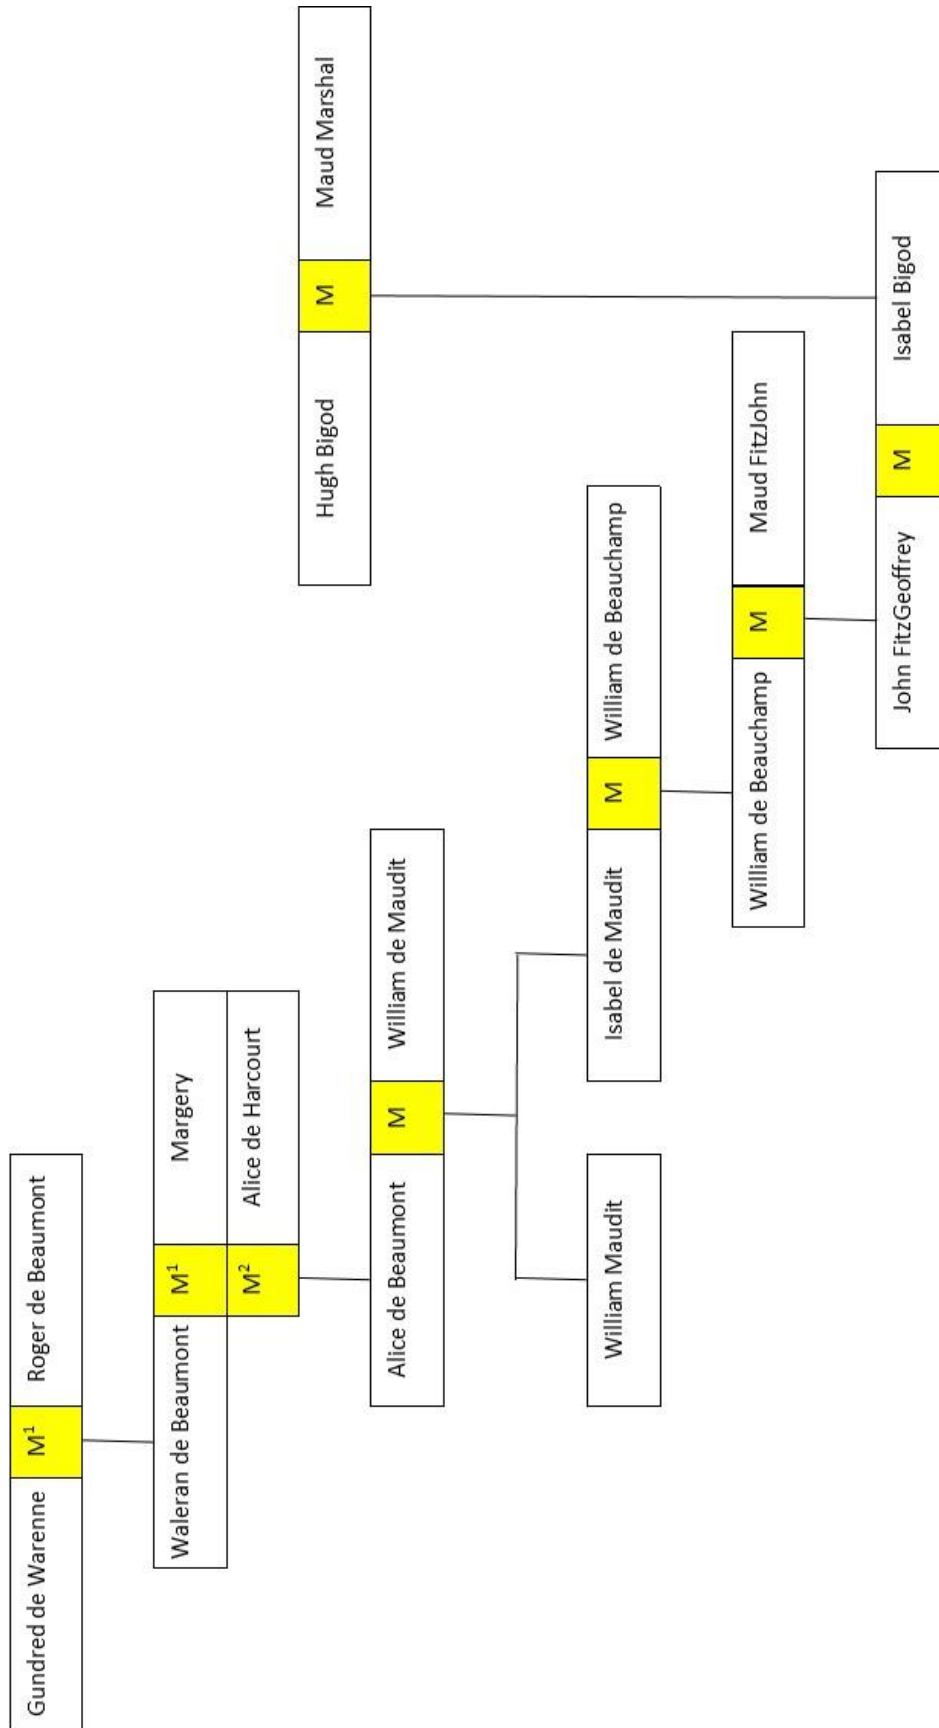 Gundred de Warenne M¹ Roger de Beaumont
Waleran de Beaumont M¹ Margery
M² Alice de Harcourt
Hugh Bigod M Maud Marshal
Alice de Beaumont M William de Maudit
William Maudit
Isabel de Maudit M William de Beauchamp
William de Beauchamp M Maud FitzJohn
John FitzGeoffrey M Isabel Bigod